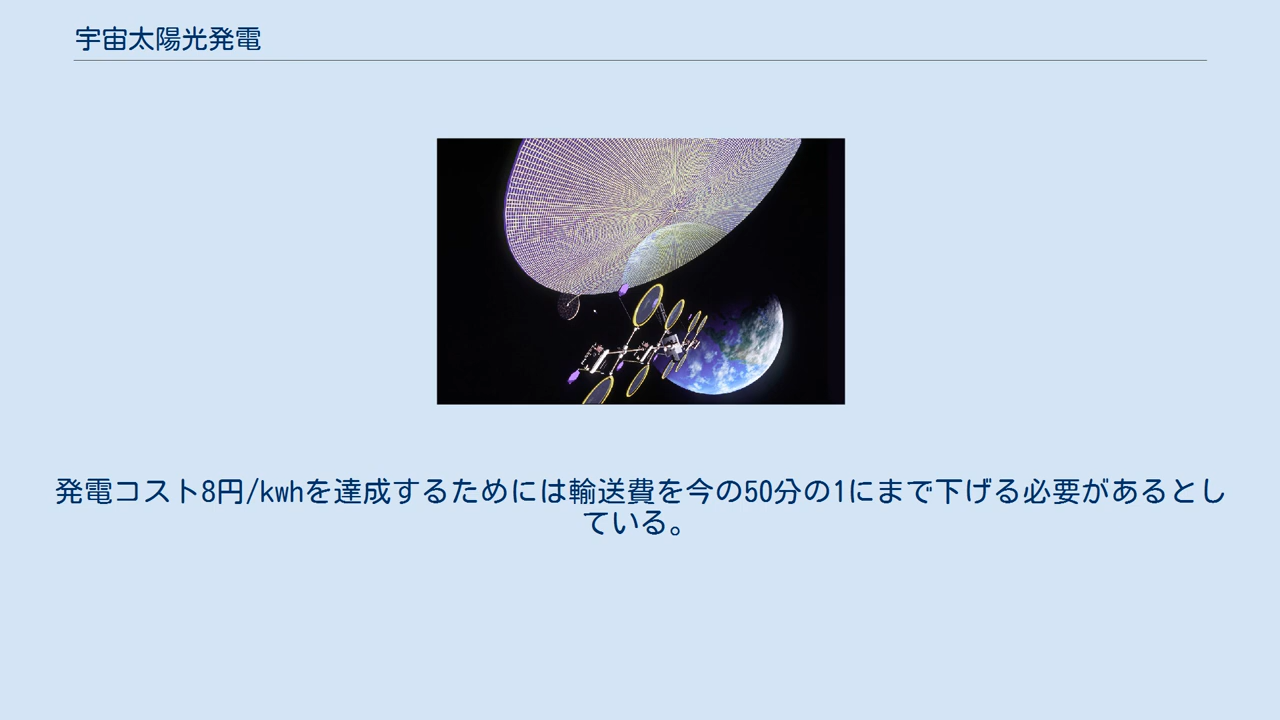 宇宙太陽光発電
発電コスト8円/kwhを達成するためには輸送費を今の50分の1にまで下げる必要があるとし
ている。